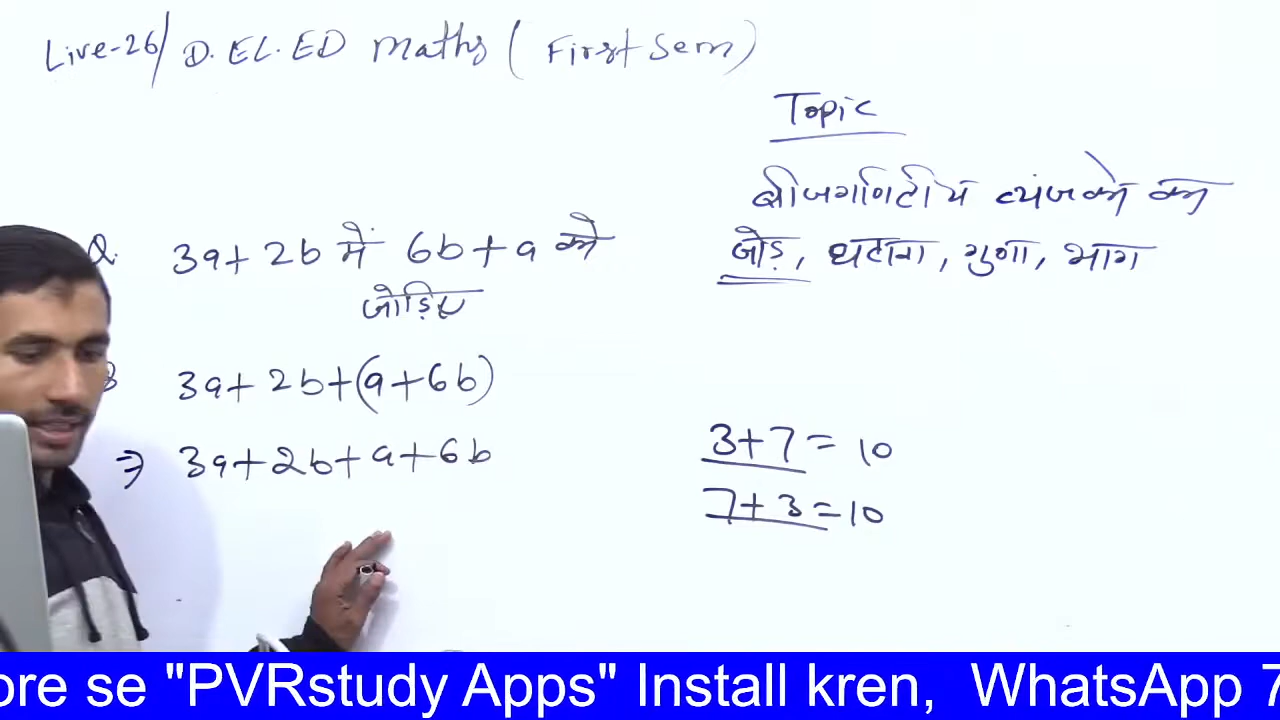 Live-26/ D. EL. ED Maths ( First Sem )
Topic
बीजगणितीय व्यंजको का
जोड़, घटाना, गुणा, भाग
Q. 3a + 2b में 6b + a को
जोड़िए
3a + 2b + (a + 6b)
⇒ 3a + 2b + a + 6b
3 + 7 = 10
7 + 3 = 10
ore se "PVRstudy Apps" Install kren, WhatsApp 7